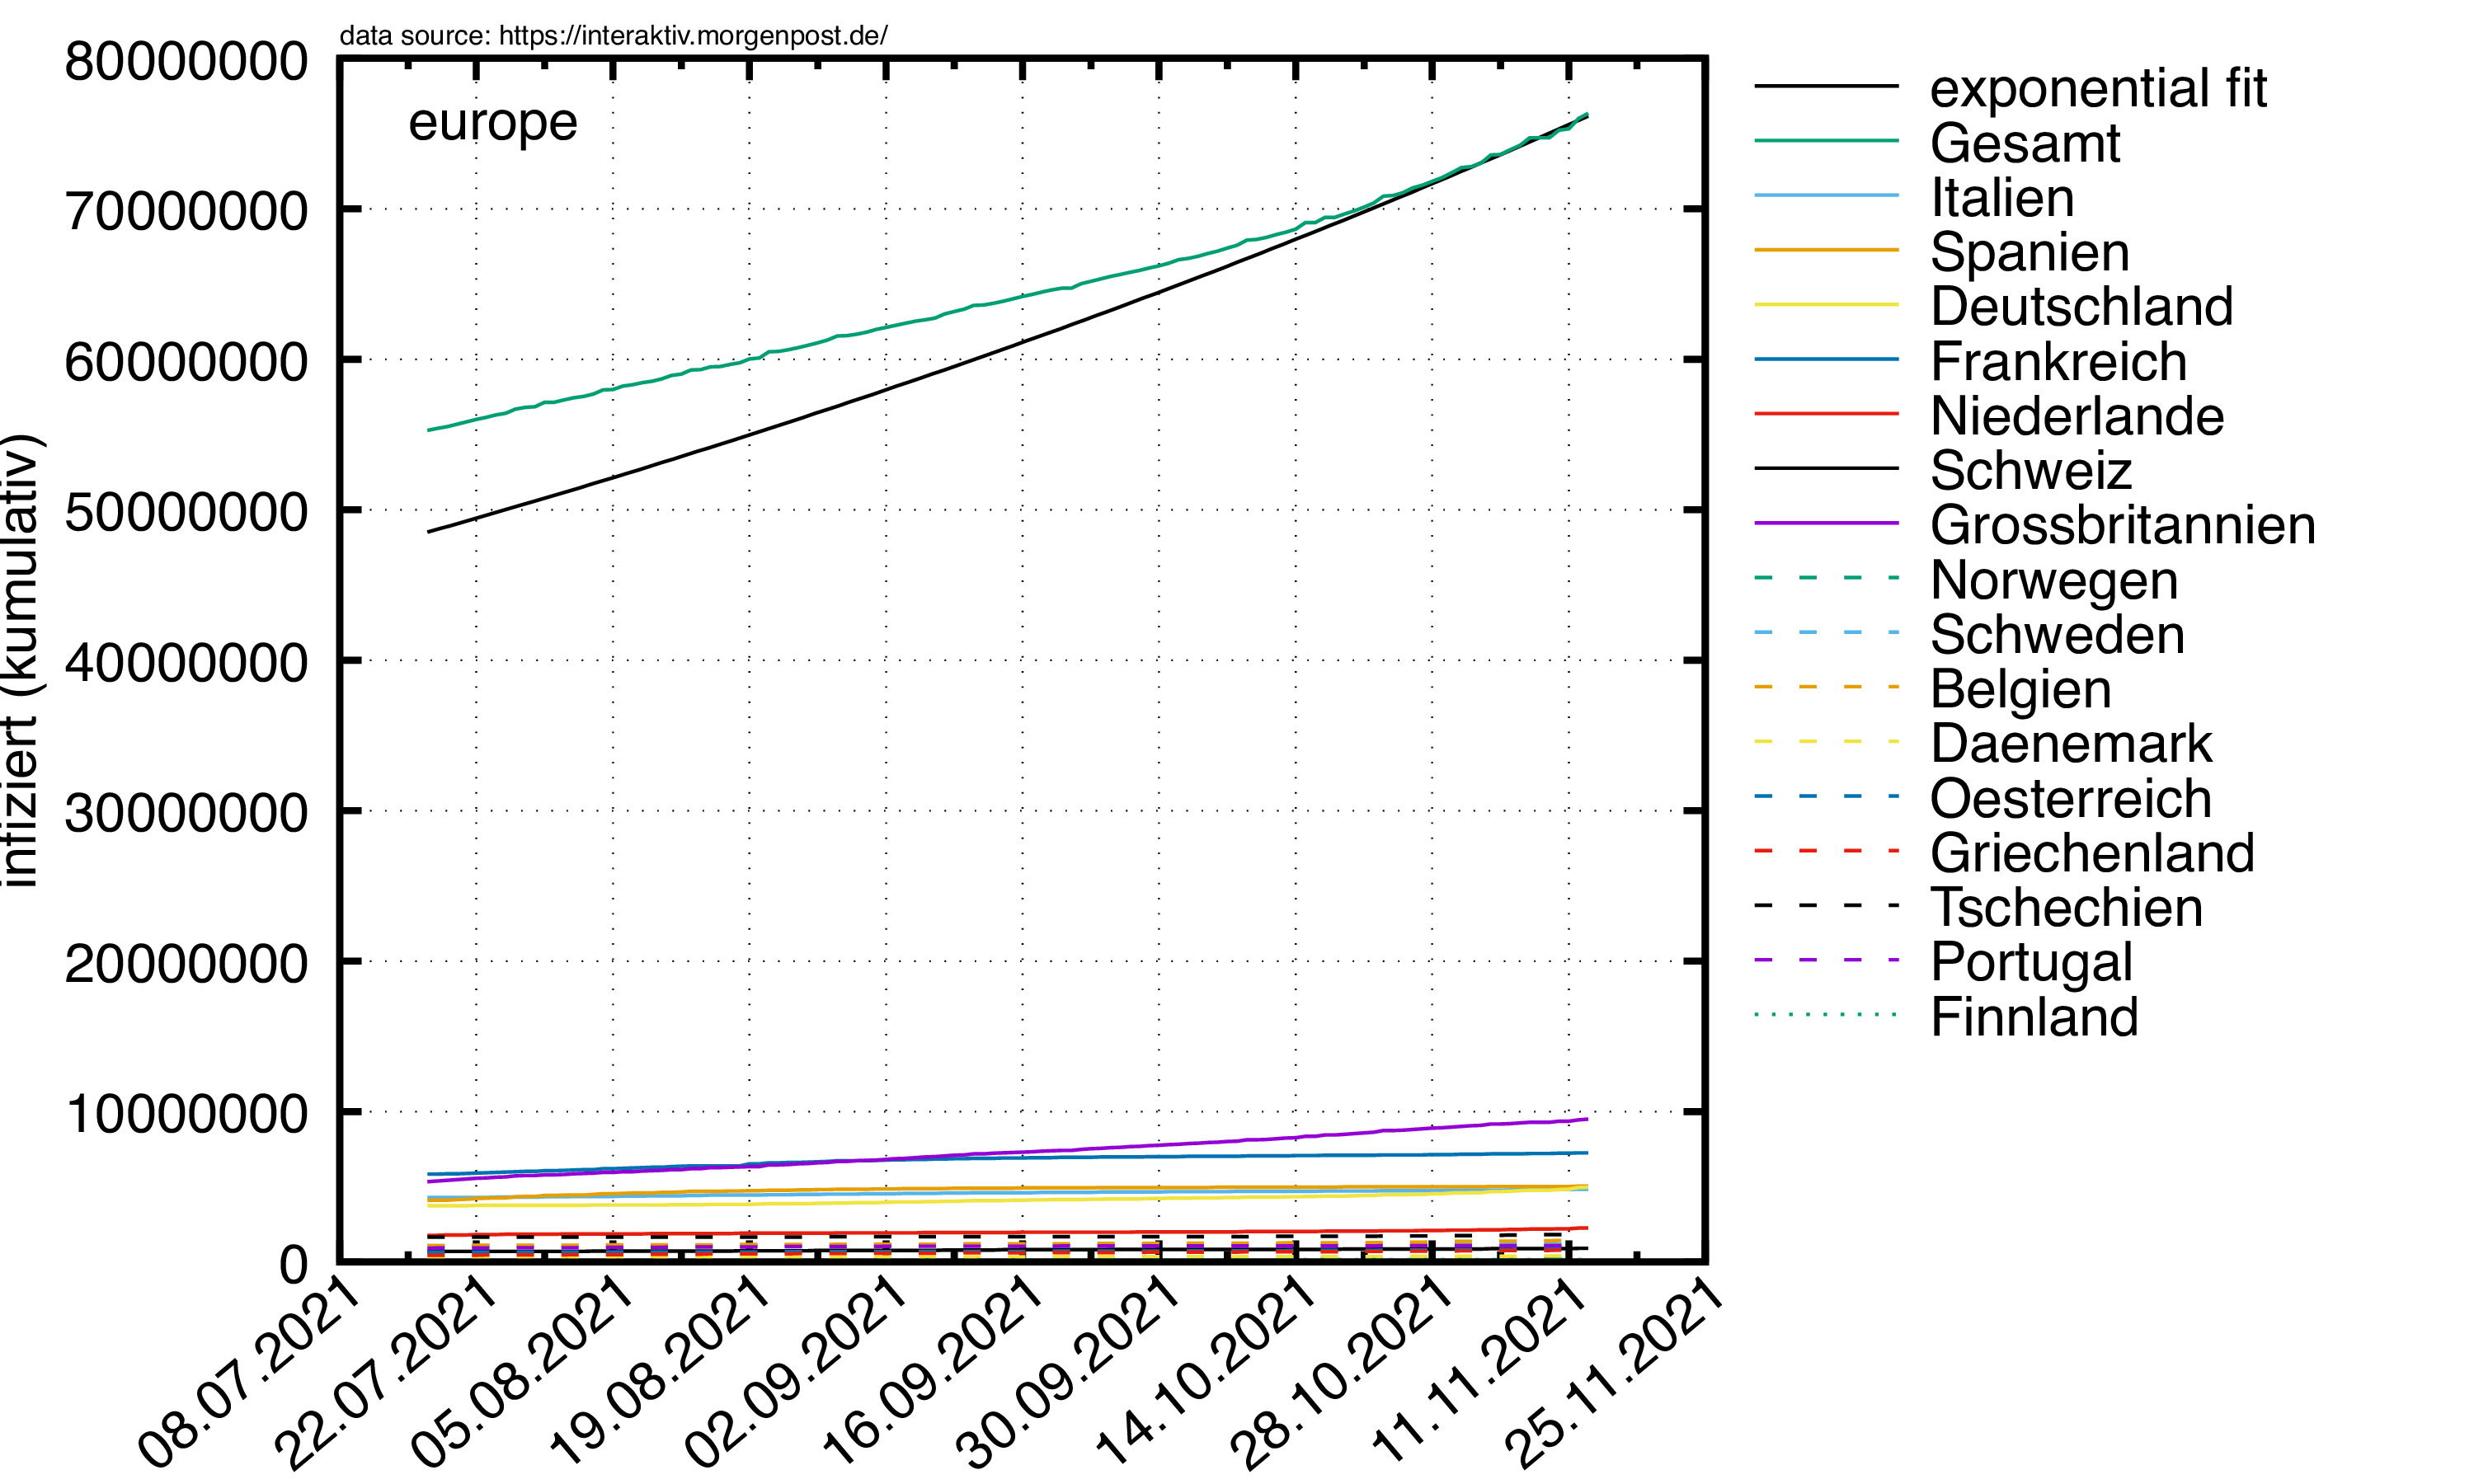 data source: https://interaktiv.morgenpost.de/
europe
infiziert (kumulativ)
80000000
70000000
60000000
50000000
40000000
30000000
20000000
10000000
0
08.07.2021
22.07.2021
05.08.2021
19.08.2021
02.09.2021
16.09.2021
30.09.2021
14.10.2021
28.10.2021
11.11.2021
25.11.2021
exponential fit
Gesamt
Italien
Spanien
Deutschland
Frankreich
Niederlande
Schweiz
Grossbritannien
Norwegen
Schweden
Belgien
Daenemark
Oesterreich
Griechenland
Tschechien
Portugal
Finnland